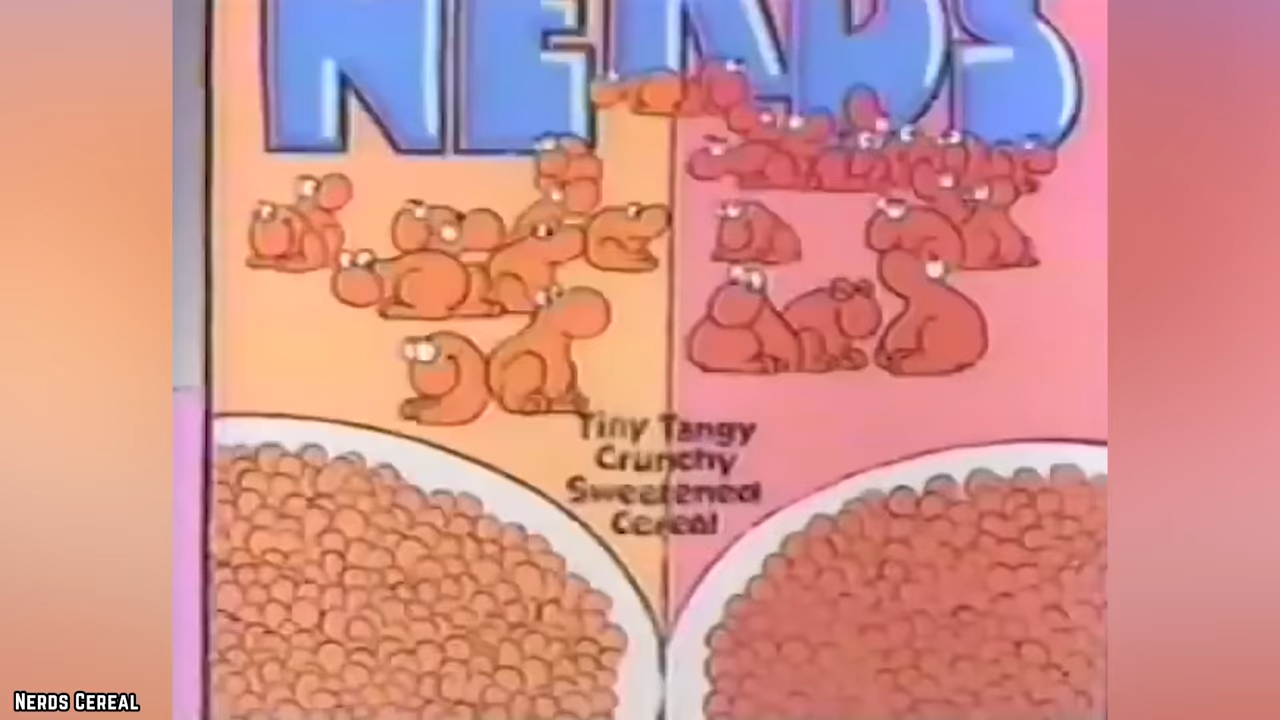 NERDS
Tiny Tangy
Crunchy
Sweetened
Cereal
Nerds Cereal